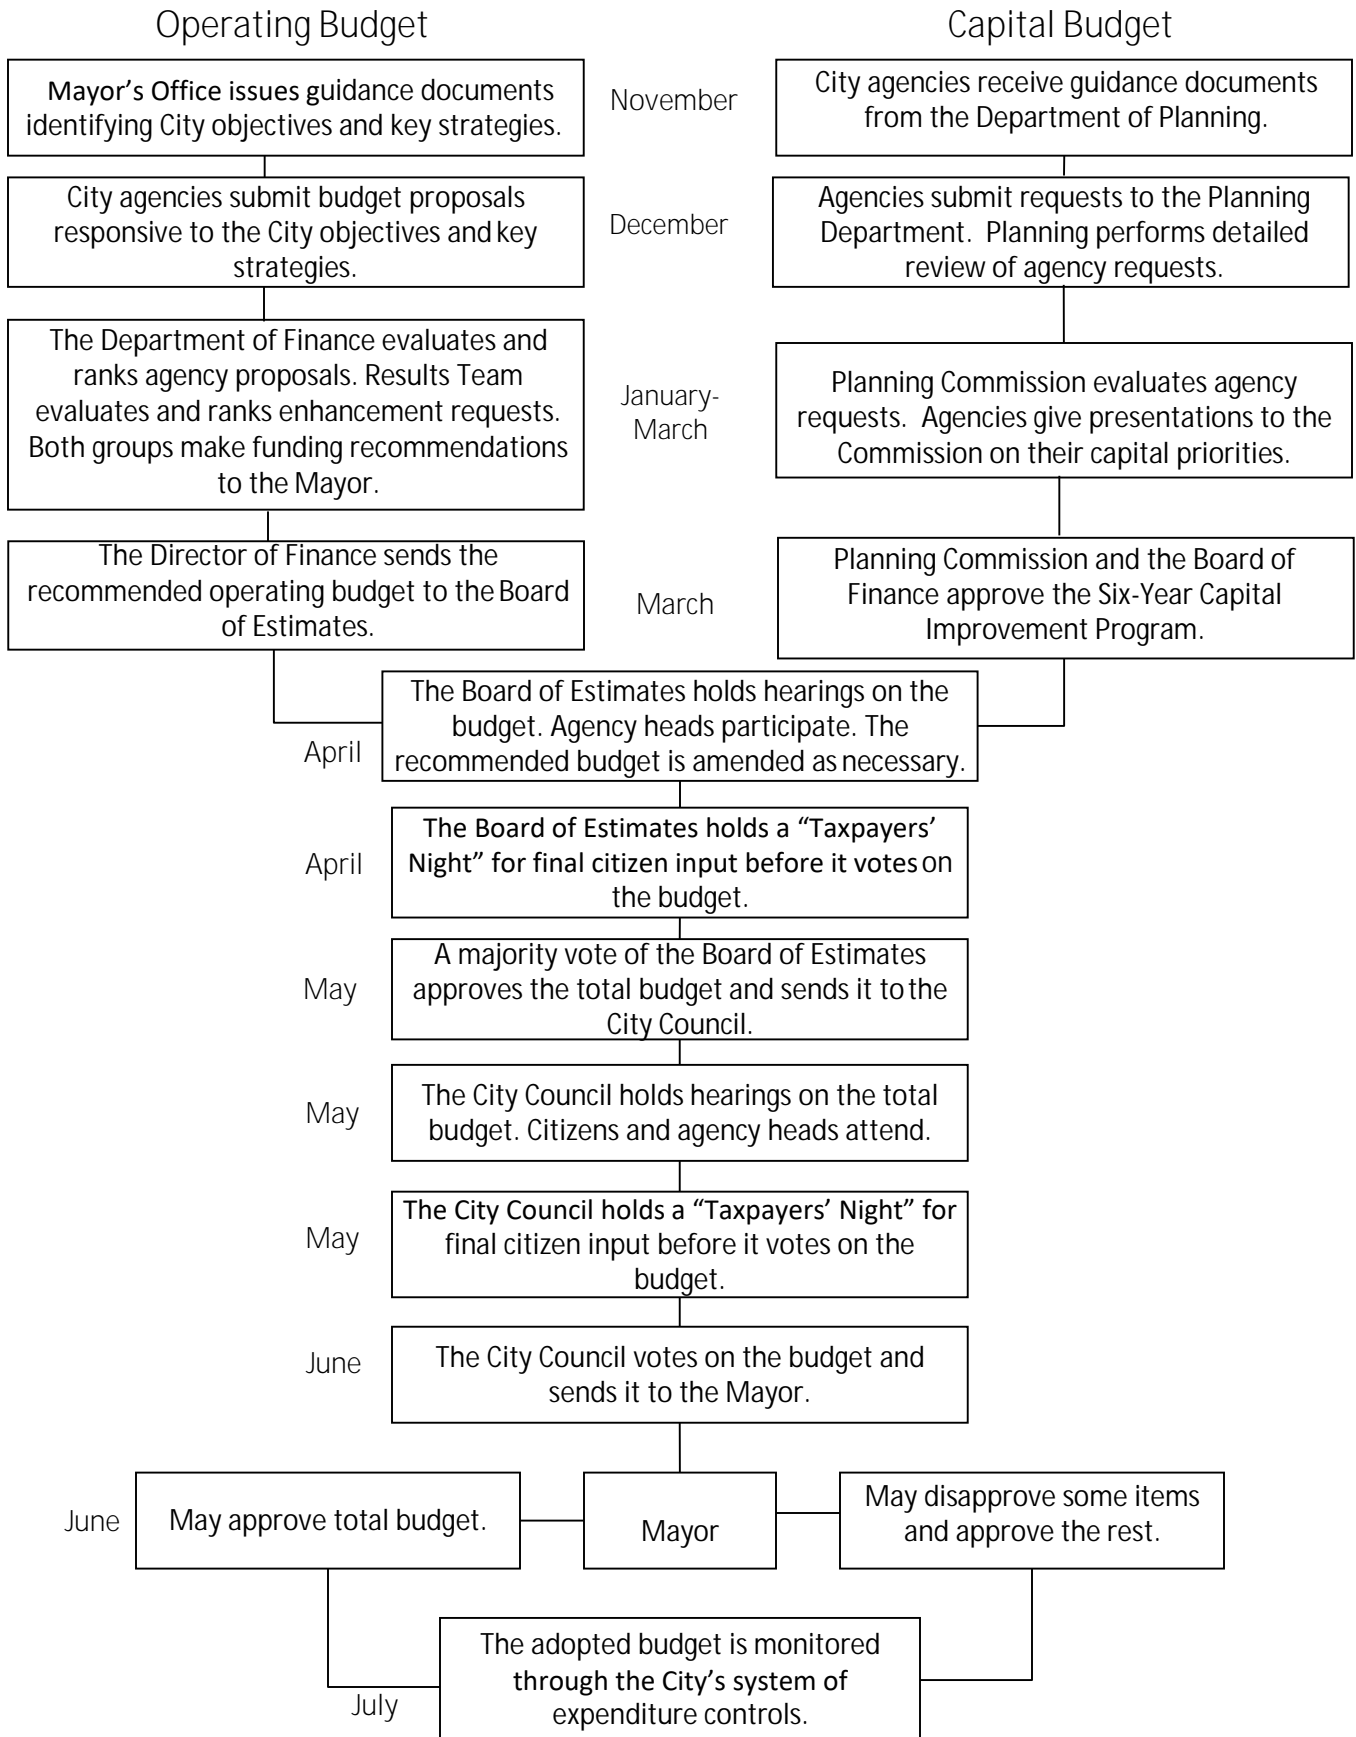 Operating Budget
Capital Budget
Mayor's Office issues guidance documents
identifying City objectives and key strategies.
November
City agencies receive guidance documents
from the Department of Planning.
City agencies submit budget proposals
responsive to the City objectives and key
strategies.
December
Agencies submit requests to the Planning
Department. Planning performs detailed
review of agency requests.
The Department of Finance evaluates and
ranks agency proposals. Results Team
evaluates and ranks enhancement requests.
Both groups make funding recommendations
to the Mayor.
January-
March
Planning Commission evaluates agency
requests. Agencies give presentations to the
Commission on their capital priorities.
The Director of Finance sends the
recommended operating budget to the Board
of Estimates.
March
Planning Commission and the Board of
Finance approve the Six-Year Capital
Improvement Program.
April
The Board of Estimates holds hearings on the
budget. Agency heads participate. The
recommended budget is amended as necessary.
April
The Board of Estimates holds a “Taxpayers’
Night” for final citizen input before it votes on
the budget.
May
A majority vote of the Board of Estimates
approves the total budget and sends it to the
City Council.
May
The City Council holds hearings on the total
budget. Citizens and agency heads attend.
May
The City Council holds a “Taxpayers’ Night” for
final citizen input before it votes on the
budget.
June
The City Council votes on the budget and
sends it to the Mayor.
June
May approve total budget.
Mayor
May disapprove some items
and approve the rest.
July
The adopted budget is monitored
through the City’s system of
expenditure controls.